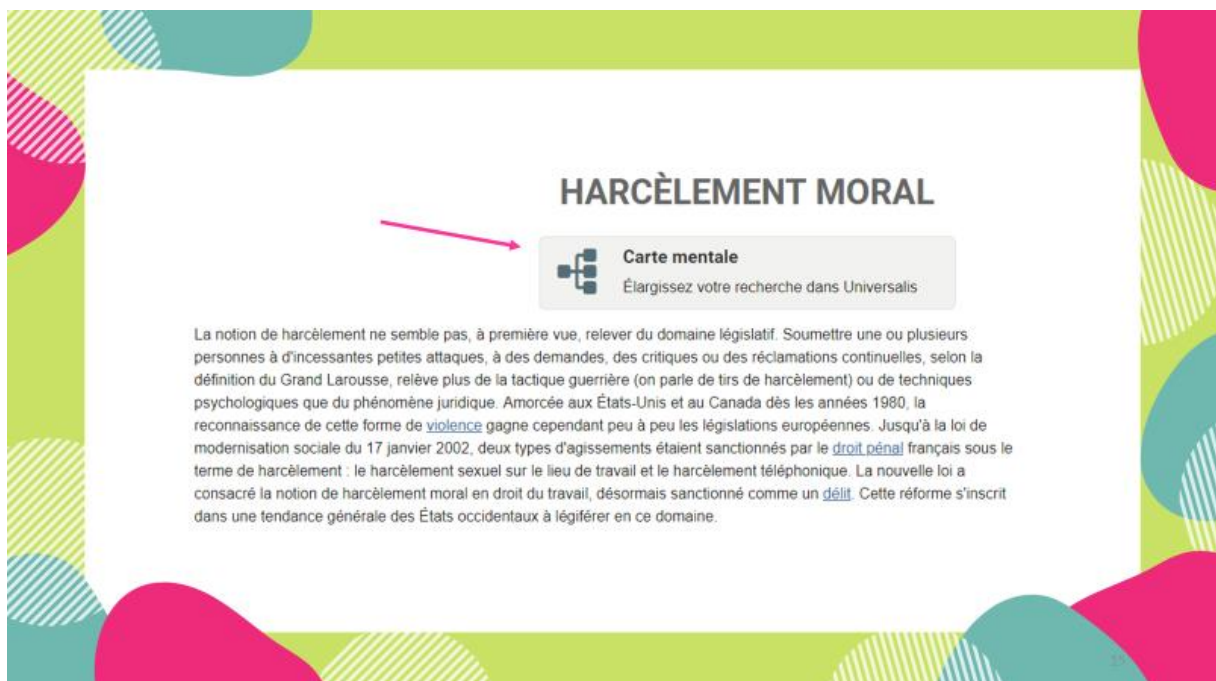 HARCÈLEMENT MORAL
Carte mentale
Élargissez votre recherche dans Universalis
La notion de harcèlement ne semble pas, à première vue, relever du domaine législatif. Soumettre une ou plusieurs
personnes à d'incessantes petites attaques, à des demandes, des critiques ou des réclamations continuelles, selon la
définition du Grand Larousse, relève plus de la tactique guerrière (on parle de tirs de harcèlement) ou de techniques
psychologiques que du phénomène juridique. Amorcée aux États-Unis et au Canada dès les années 1980, la
reconnaissance de cette forme de violence gagne cependant peu à peu les législations européennes. Jusqu'à la loi de
modernisation sociale du 17 janvier 2002, deux types d'agissements étaient sanctionnés par le droit pénal français sous le
terme de harcèlement : le harcèlement sexuel sur le lieu de travail et le harcèlement téléphonique. La nouvelle loi a
consacré la notion de harcèlement moral en droit du travail, désormais sanctionné comme un délit. Cette réforme s'inscrit
dans une tendance générale des États occidentaux à légiférer en ce domaine.